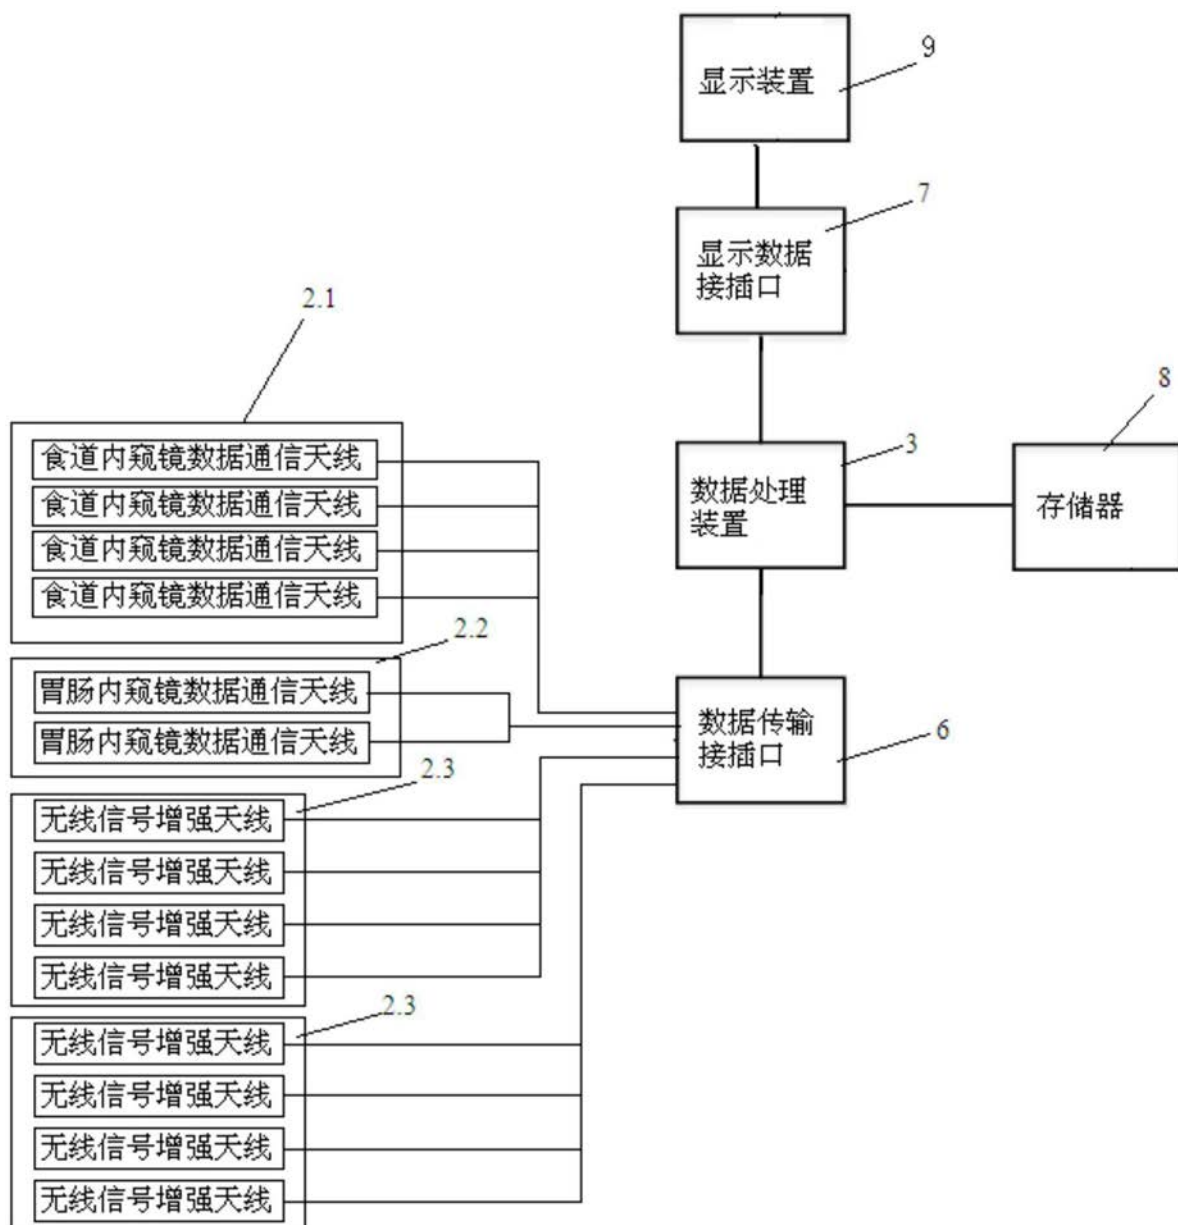 9
显示装置
7
显示数据
接插口
2.1
8
食道内窥镜数据通信天线
3
食道内窥镜数据通信天线
数据处理
装置
存储器
食道内窥镜数据通信天线
食道内窥镜数据通信天线
2.2
胃肠内窥镜数据通信天线
胃肠内窥镜数据通信天线
数据传输
接插口
6
2.3
无线信号增强天线
无线信号增强天线
无线信号增强天线
无线信号增强天线
2.3
无线信号增强天线
无线信号增强天线
无线信号增强天线
无线信号增强天线